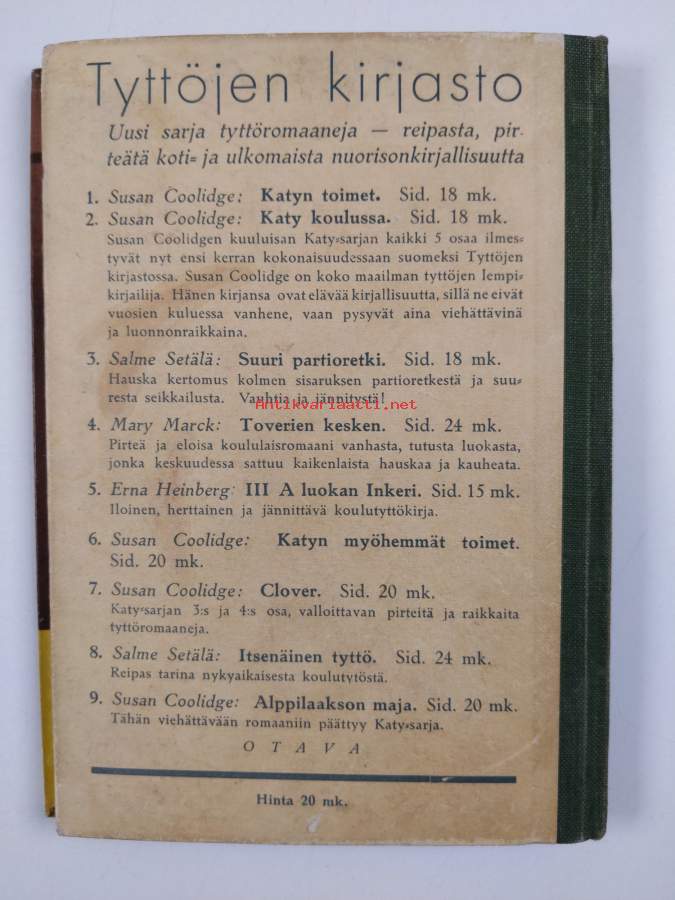 Tyttöjen kirjasto
Uusi sarja tyttöromaaneja — reipasta, pir-
teätä koti- ja ulkomaista nuorisonkirjallisuutta
1. Susan Coolidge: Katyn toimet. Sid. 18 mk.
2. Susan Coolidge: Katy koulussa. Sid. 18 mk.
Susan Coolidgen kuuluisan Katy-sarjan kaikki 5 osaa ilmes-
tyvät nyt ensi kerran kokonaisuudessaan suomeksi Tyttöjen
kirjastossa. Susan Coolidge on koko maailman tyttöjen lempi-
kirjailija. Hänen kirjansa ovat elävää kirjallisuutta, sillä ne eivät
vuosien kuluessa vanhene, vaan pysyvät aina viehättävinä
ja luonnonraikkaina.
3. Salme Setälä: Suuri partioretki. Sid. 18 mk.
Hauska kertomus kolmen sisaruksen partioretkestä ja suu-
resta seikkailusta. Vauhtia ja jännitystä!
Antikvariaatti.net
4. Mary Marck: Toverien kesken. Sid. 24 mk.
Pirteä ja eloisa koululaisromaani vanhasta, tutusta luokasta,
jonka keskuudessa sattuu kaikenlaista hauskaa ja kauheata.
5. Erna Heinberg: III A luokan Inkeri. Sid. 15 mk.
Iloinen, herttainen ja jännittävä koulutyttökirja.
6. Susan Coolidge: Katyn myöhemmät toimet.
Sid. 20 mk.
7. Susan Coolidge: Clover. Sid. 20 mk.
Katy-sarjan 3:s ja 4:s osa, valloittavan pirteitä ja raikkaita
tyttöromaaneja.
8. Salme Setälä: Itsenäinen tyttö. Sid. 24 mk.
Reipas tarina nykyaikaisesta koulutytöstä.
9. Susan Coolidge: Alppilaakson maja. Sid. 20 mk.
Tähän viehättävään romaaniin päättyy Katy-sarja.
OTAVA
Hinta 20 mk.